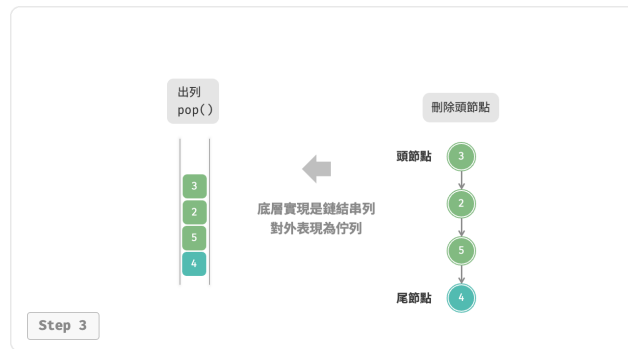 出列
pop()
3
2
5
4
底層實現是鏈結串列
對外表現為佇列
刪除頭節點
頭節點
3
2
5
尾節點
4
Step 3